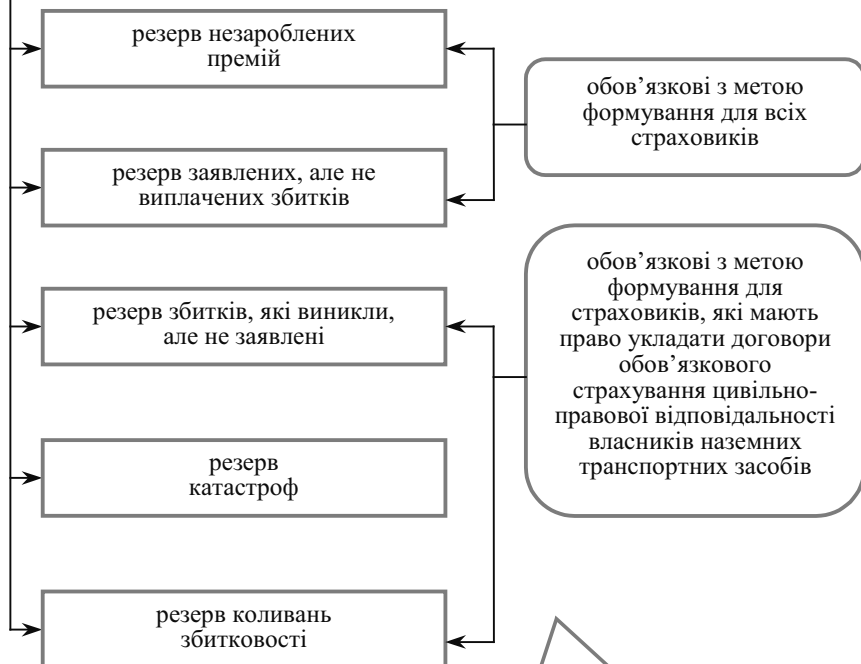 резерв незароблених
премій
резерв заявлених, але не
виплачених збитків
резерв збитків, які виникли,
але не заявлені
резерв
катастроф
резерв коливань
збитковості
обов’язкові з метою
формування для всіх
страховиків
обов’язкові з метою
формування для
страховиків, які мають
право укладати договори
обов’язкового
страхування цивільно-
правової відповідальності
власників наземних
транспортних засобів